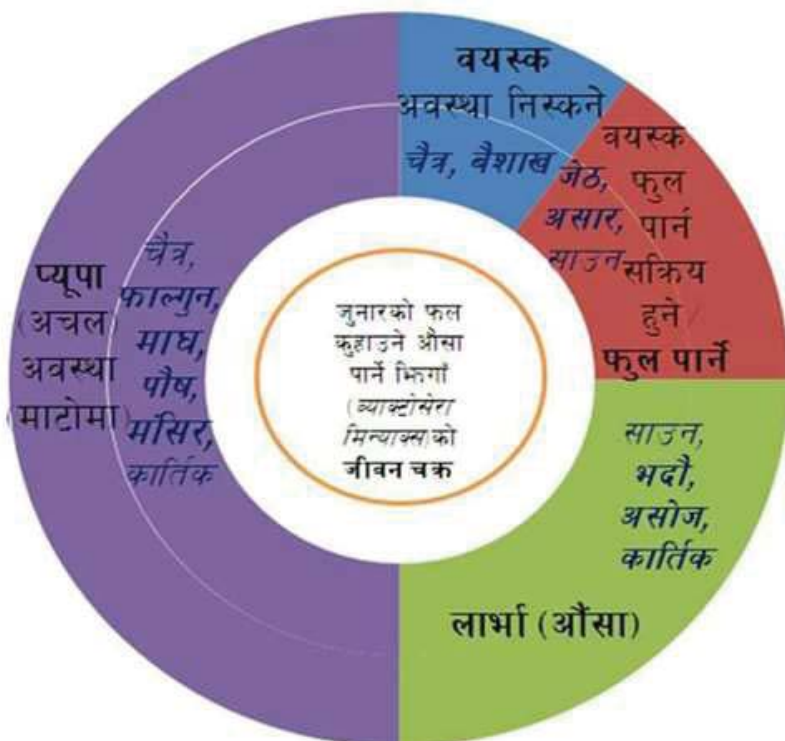 वयस्क
अवस्था निस्कने
चैत्र, बैशाख
वयस्क
फुल
पार्न
सक्रिय
हुने
फुल पार्ने
जेठ,
असार,
साउन
साउन,
भदौ,
असोज,
कार्तिक
लार्भा (औंसा)
प्यूपा
(अचल)
अवस्था
(माटोमा)
चैत्र,
फाल्गुन,
माघ,
पौष,
मंसिर,
कार्तिक
जुनारको फल
कुहाउने औंसा
पार्ने झिगाँ
(ब्याक्टोसेरा
मिन्याक्स)को
जीवन चक्र